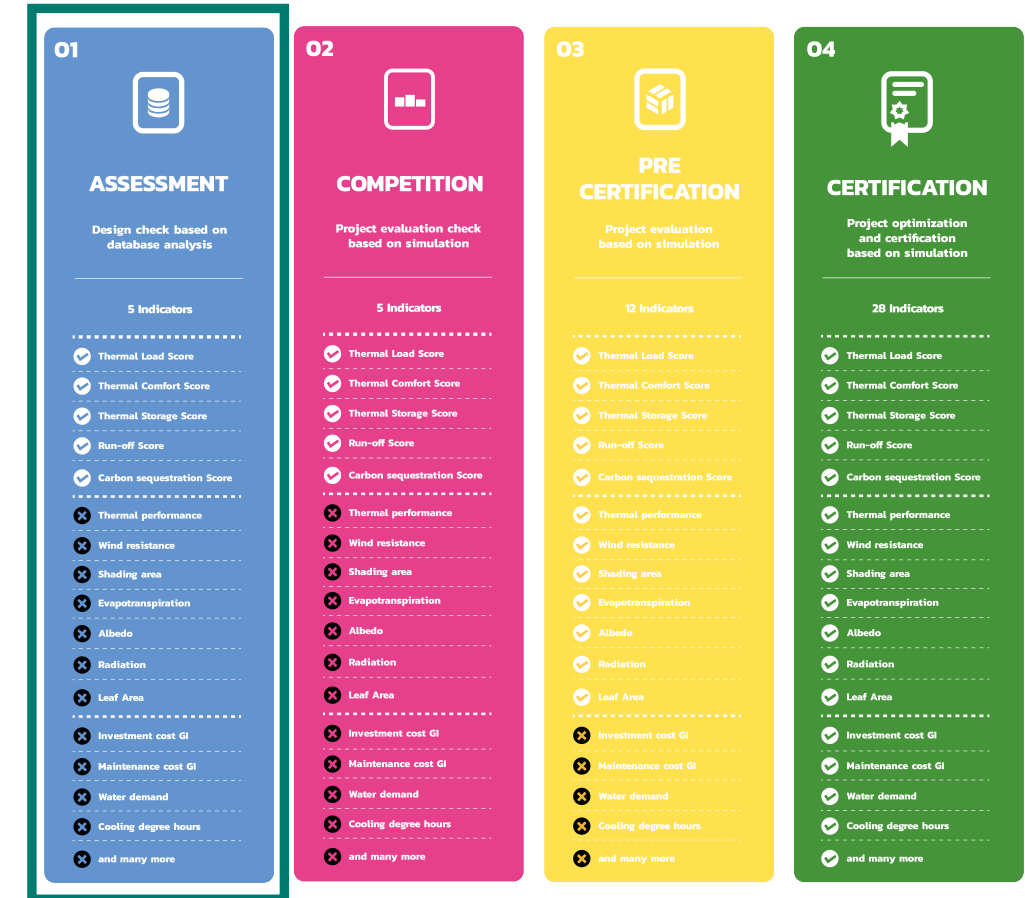 01
ASSESSMENT
Design check based on
database analysis
5 Indicators
Thermal Load Score
Thermal Comfort Score
Thermal Storage Score
Run-off Score
Carbon sequestration Score
Thermal performance
Wind resistance
Shading area
Evapotranspiration
Albedo
Radiation
Leaf Area
Investment cost GI
Maintenance cost GI
Water demand
Cooling degree hours
and many more
02
COMPETITION
Project evaluation check
based on simulation
5 Indicators
Thermal Load Score
Thermal Comfort Score
Thermal Storage Score
Run-off Score
Carbon sequestration Score
Thermal performance
Wind resistance
Shading area
Evapotranspiration
Albedo
Radiation
Leaf Area
Investment cost GI
Maintenance cost GI
Water demand
Cooling degree hours
and many more
03
PRE
CERTIFICATION
Project evaluation
based on simulation
12 Indicators
Thermal Load Score
Thermal Comfort Score
Thermal Storage Score
Run-off Score
Carbon sequestration Score
Thermal performance
Wind resistance
Shading area
Evapotranspiration
Albedo
Radiation
Leaf Area
Investment cost GI
Maintenance cost GI
Water demand
Cooling degree hours
and many more
04
CERTIFICATION
Project optimization
and certification
based on simulation
28 Indicators
Thermal Load Score
Thermal Comfort Score
Thermal Storage Score
Run-off Score
Carbon sequestration Score
Thermal performance
Wind resistance
Shading area
Evapotranspiration
Albedo
Radiation
Leaf Area
Investment cost GI
Maintenance cost GI
Water demand
Cooling degree hours
and many more